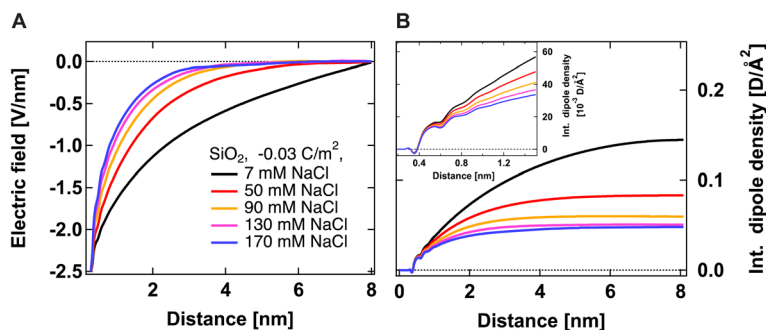 A
B
0.0
-0.5
-1.0
-1.5
-2.0
-2.5
Electric field [V/nm]
SiO₂, -0.03 C/m²,
7 mM NaCl
50 mM NaCl
90 mM NaCl
130 mM NaCl
170 mM NaCl
2
4
6
8
Distance [nm]
60
40
20
0
Int. dipole density
[10⁻³ D/Å²]
0.4
0.8
1.2
Distance [nm]
0.2
0.1
0.0
Int. dipole density [D/Å²]
0
2
4
6
8
Distance [nm]